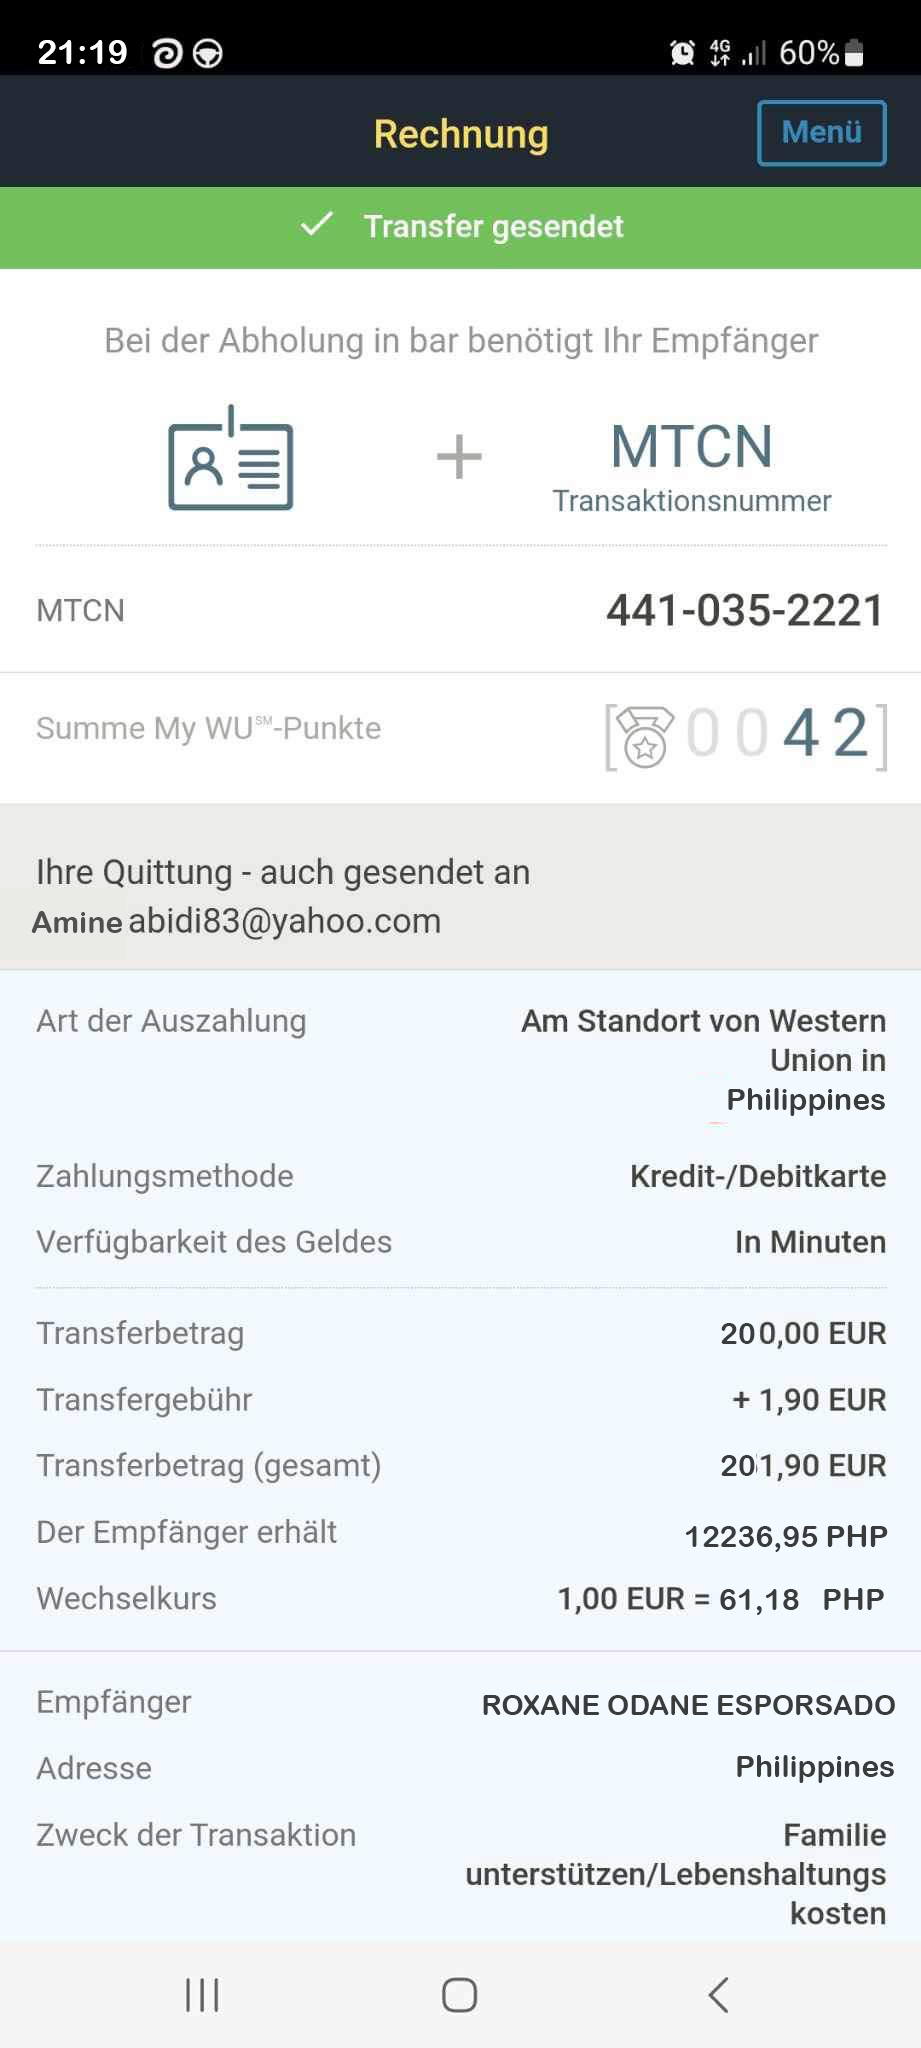 21:19 4G 60%
Rechnung Menü
Transfer gesendet
Bei der Abholung in bar benötigt Ihr Empfänger
+ MTCN
Transaktionsnummer
MTCN 441-035-2221
Summe My WU℠-Punkte [0042]
Ihre Quittung - auch gesendet an
Amine abidi83@yahoo.com
Art der Auszahlung Am Standort von Western
Union in
Philippines
Zahlungsmethode Kredit-/Debitkarte
Verfügbarkeit des Geldes In Minuten
Transferbetrag 200,00 EUR
Transfergebühr + 1,90 EUR
Transferbetrag (gesamt) 201,90 EUR
Der Empfänger erhält 12236,95 PHP
Wechselkurs 1,00 EUR = 61,18 PHP
Empfänger ROXANE ODANE ESPORSADO
Adresse Philippines
Zweck der Transaktion Familie
unterstützen/Lebenshaltungs
kosten